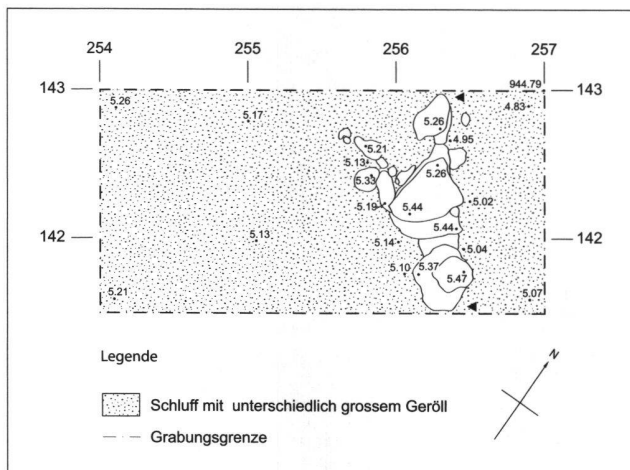 254 255 256 257
143 944.79 143
5.26 5.17 5.26 4.83
4.95
5.21
5.13 5.26
5.33
5.19 5.44 5.02
142 5.13 5.14 5.44 142
5.04
5.10 5.37 5.47
5.21 5.07
Legende
N
Schluff mit unterschiedlich grossem Geröll
Grabungsgrenze